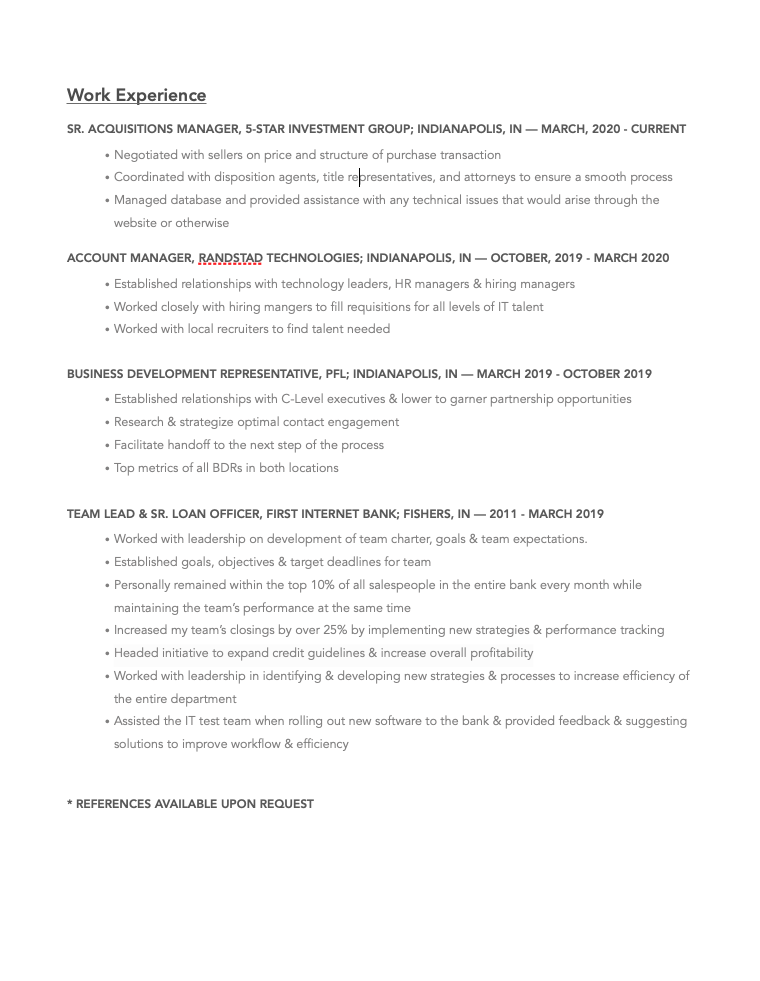 Work Experience
SR. ACQUISITIONS MANAGER, 5-STAR INVESTMENT GROUP; INDIANAPOLIS, IN — MARCH, 2020 - CURRENT
• Negotiated with sellers on price and structure of purchase transaction
• Coordinated with disposition agents, title representatives, and attorneys to ensure a smooth process
• Managed database and provided assistance with any technical issues that would arise through the
website or otherwise
ACCOUNT MANAGER, RANDSTAD TECHNOLOGIES; INDIANAPOLIS, IN — OCTOBER, 2019 - MARCH 2020
• Established relationships with technology leaders, HR managers & hiring managers
• Worked closely with hiring mangers to fill requisitions for all levels of IT talent
• Worked with local recruiters to find talent needed
BUSINESS DEVELOPMENT REPRESENTATIVE, PFL; INDIANAPOLIS, IN — MARCH 2019 - OCTOBER 2019
• Established relationships with C-Level executives & lower to garner partnership opportunities
• Research & strategize optimal contact engagement
• Facilitate handoff to the next step of the process
• Top metrics of all BDRs in both locations
TEAM LEAD & SR. LOAN OFFICER, FIRST INTERNET BANK; FISHERS, IN — 2011 - MARCH 2019
• Worked with leadership on development of team charter, goals & team expectations.
• Established goals, objectives & target deadlines for team
• Personally remained within the top 10% of all salespeople in the entire bank every month while
maintaining the team’s performance at the same time
• Increased my team’s closings by over 25% by implementing new strategies & performance tracking
• Headed initiative to expand credit guidelines & increase overall profitability
• Worked with leadership in identifying & developing new strategies & processes to increase efficiency of
the entire department
• Assisted the IT test team when rolling out new software to the bank & provided feedback & suggesting
solutions to improve workflow & efficiency
* REFERENCES AVAILABLE UPON REQUEST